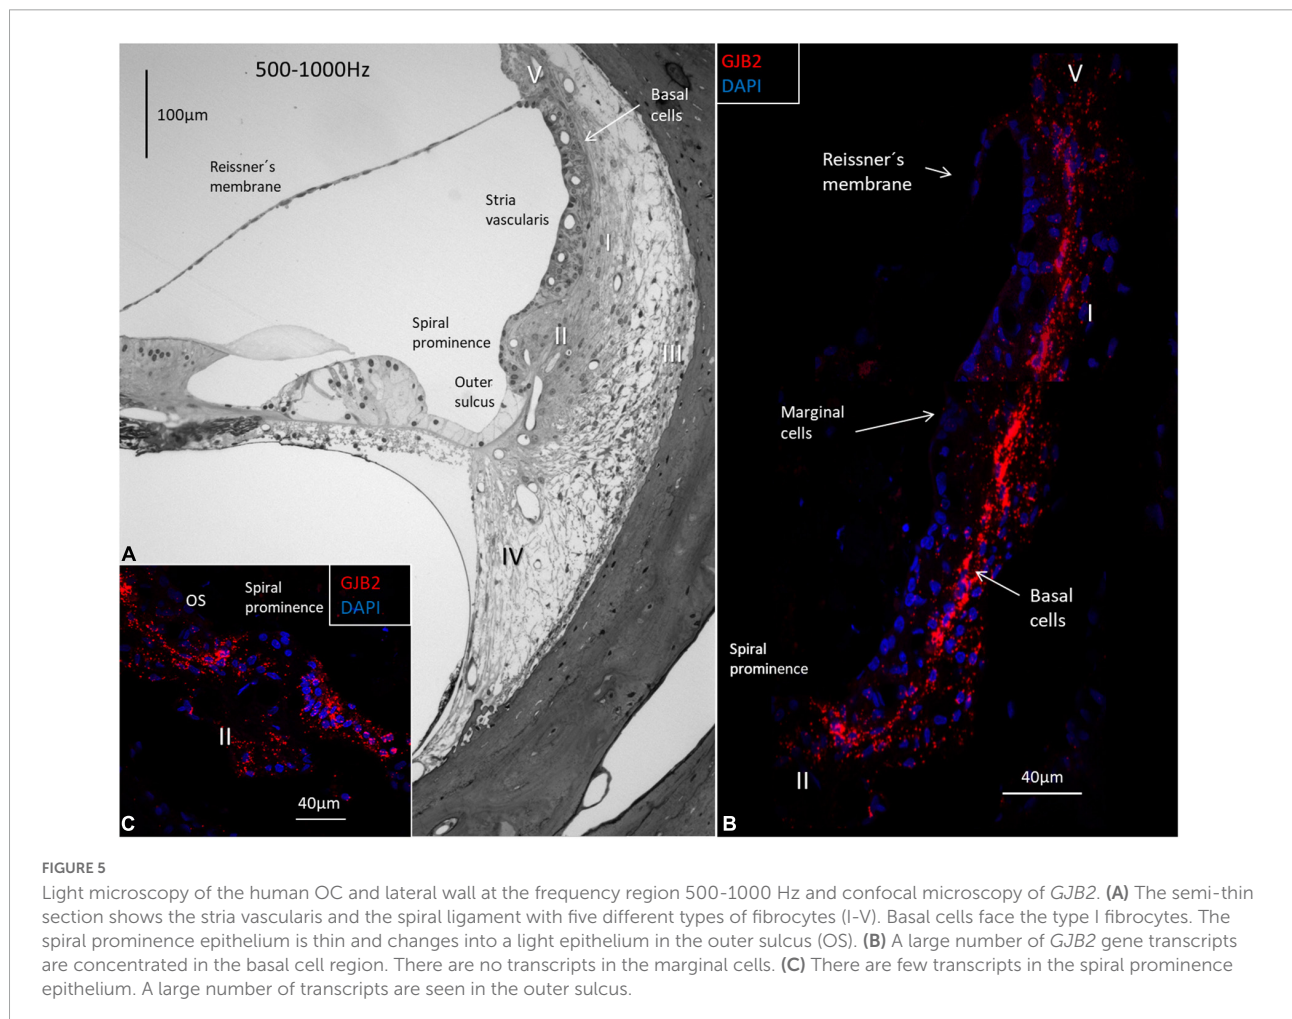 500-1000Hz
V
100µm
Basal
cells
Reissner´s
membrane
Stria
vascularis
I
Spiral
prominence
II
III
Outer
sulcus
IV
A
GJB2
DAPI
V
Reissner´s
membrane
I
Marginal
cells
Basal
cells
Spiral
prominence
II
40µm
B
OS
Spiral
prominence
GJB2
DAPI
II
40µm
C
FIGURE 5
Light microscopy of the human OC and lateral wall at the frequency region 500-1000 Hz and confocal microscopy of GJB2. (A) The semi-thin
section shows the stria vascularis and the spiral ligament with five different types of fibrocytes (I-V). Basal cells face the type I fibrocytes. The
spiral prominence epithelium is thin and changes into a light epithelium in the outer sulcus (OS). (B) A large number of GJB2 gene transcripts
are concentrated in the basal cell region. There are no transcripts in the marginal cells. (C) There are few transcripts in the spiral prominence
epithelium. A large number of transcripts are seen in the outer sulcus.